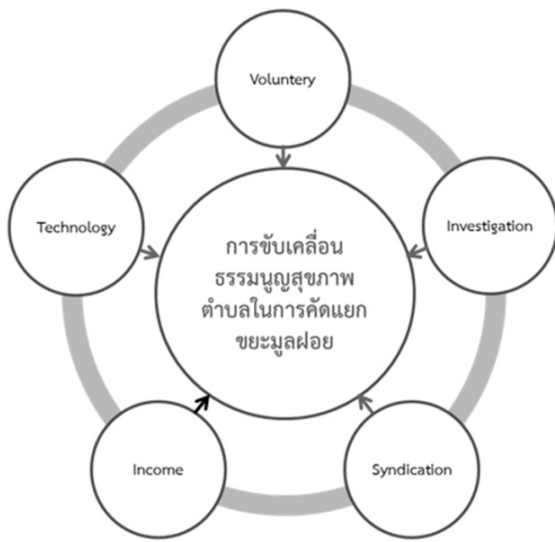 Voluntery
Technology
Investigation
การขับเคลื่อน
ธรรมนูญสุขภาพ
ตำบลในการคัดแยก
ขยะมูลฝอย
Income
Syndication